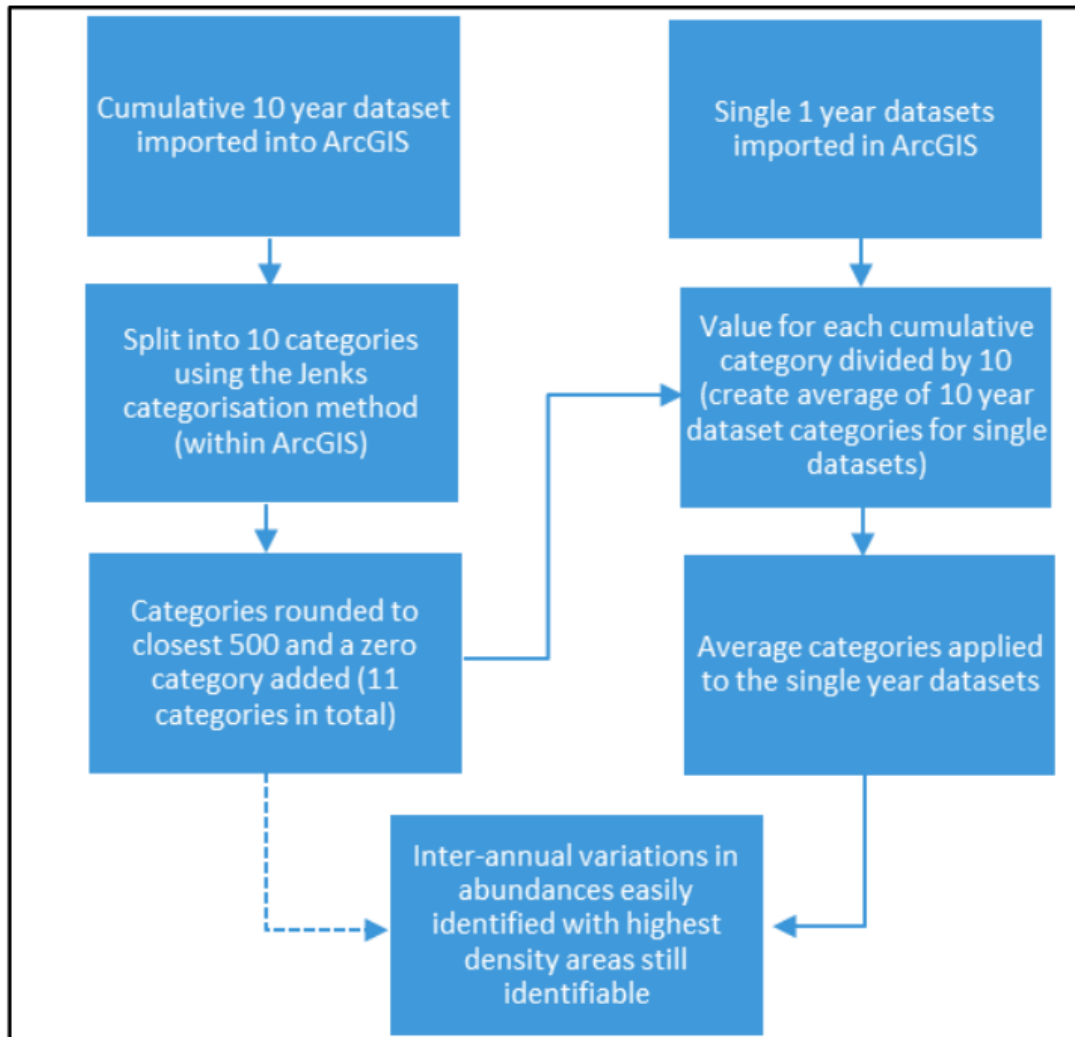 Cumulative 10 year dataset
imported into ArcGIS
Split into 10 categories
using the Jenks
categorisation method
(within ArcGIS)
Categories rounded to
closest 500 and a zero
category added (11
categories in total)
Single 1 year datasets
imported in ArcGIS
Value for each cumulative
category divided by 10
(create average of 10 year
dataset categories for single
datasets)
Average categories applied
to the single year datasets
Inter-annual variations in
abundances easily
identified with highest
density areas still
identifiable